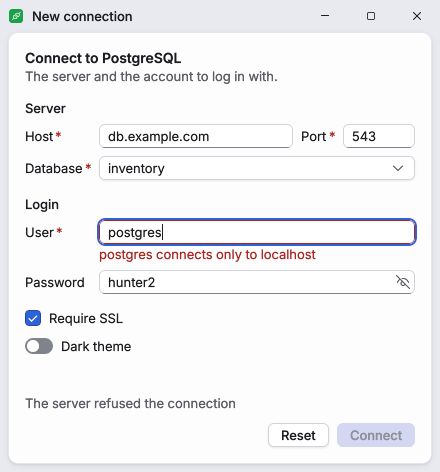 New connection
Connect to PostgreSQL
The server and the account to log in with.
Server
Host * db.example.com Port * 543
Database * inventory
Login
User * postgres
postgres connects only to localhost
Password hunter2
Require SSL
Dark theme
The server refused the connection
Reset Connect